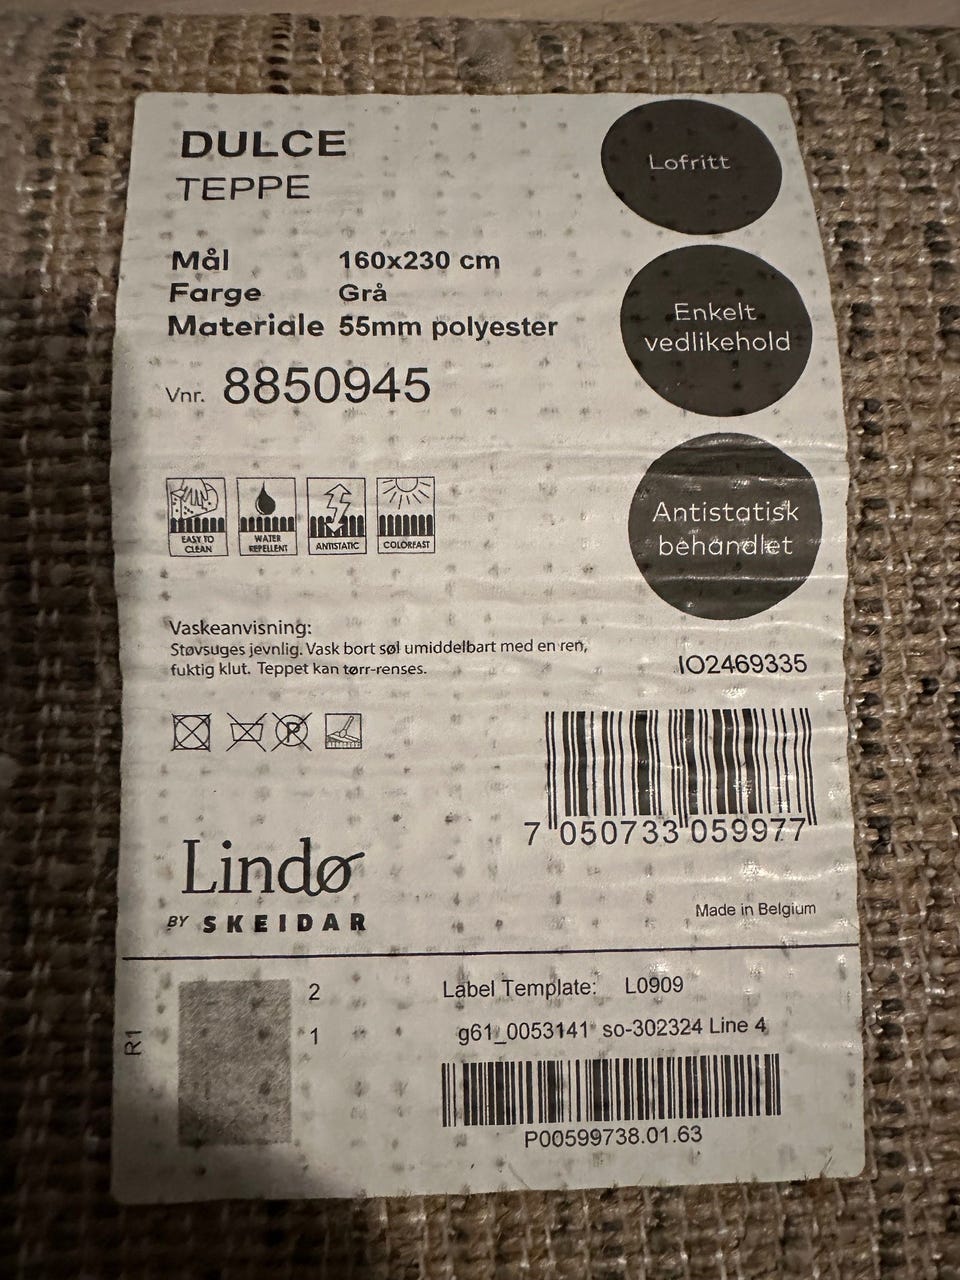 DULCE
TEPPE
Lofritt
Mål 160x230 cm
Farge Grå
Materiale 55mm polyester
Enkelt
vedlikehold
Vnr. 8850945
Antistatisk
behandlet
EASY TO
CLEAN
WATER
REPELLENT
ANTISTATIC
COLORFAST
Vaskeanvisning:
Støvsuges jevnlig. Vask bort søl umiddelbart med en ren,
fuktig klut. Teppet kan tørr-renses.
IO2469335
P
7 050733 059977
Lindø
BY SKEIDAR
Made in Belgium
R1
2
1
Label Template: L0909
g61_0053141 so-302324 Line 4
P00599738.01.63